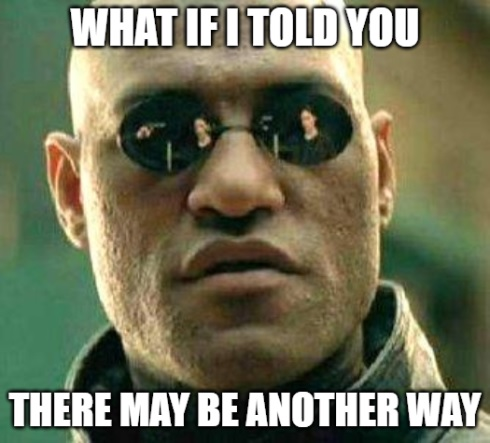 WHAT IF I TOLD YOU
THERE MAY BE ANOTHER WAY